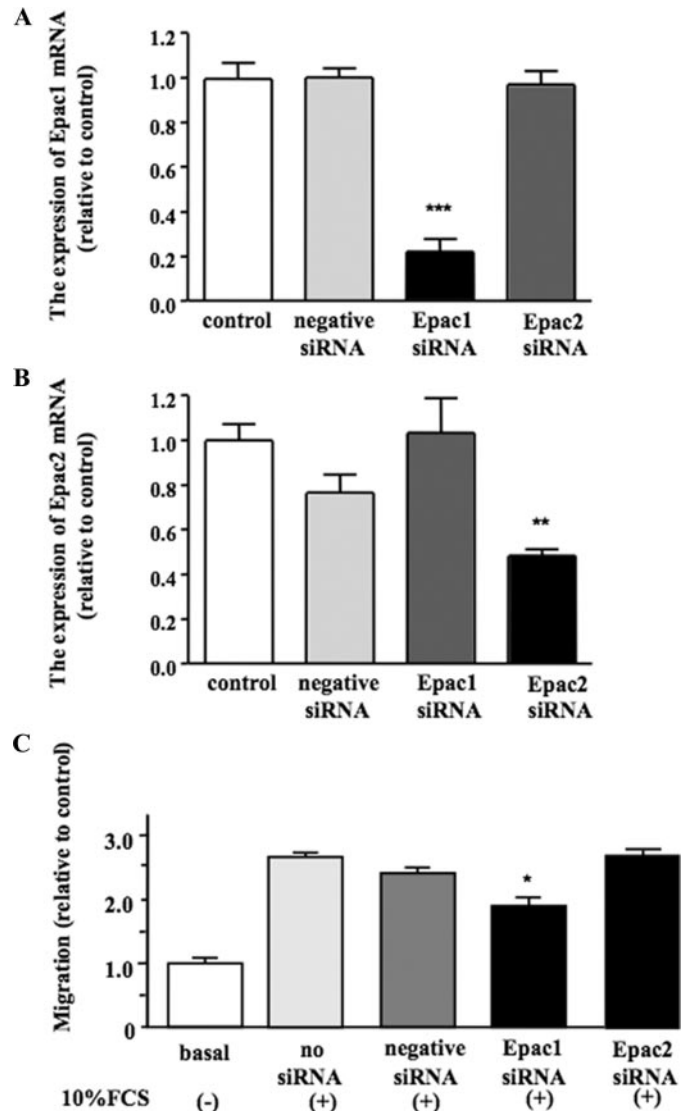 A
The expression of Epac1 mRNA
(relative to control)
1.2
1.0
0.8
0.6
0.4
0.2
0.0
***
control
negative
siRNA
Epac1
siRNA
Epac2
siRNA
B
The expression of Epac2 mRNA
(relative to control)
1.2
1.0
0.8
0.6
0.4
0.2
0.0
**
control
negative
siRNA
Epac1
siRNA
Epac2
siRNA
C
Migration (relative to control)
3.0
2.0
1.0
0
*
basal
no
siRNA
negative
siRNA
Epac1
siRNA
Epac2
siRNA
10%FCS (-) (+) (+) (+) (+)